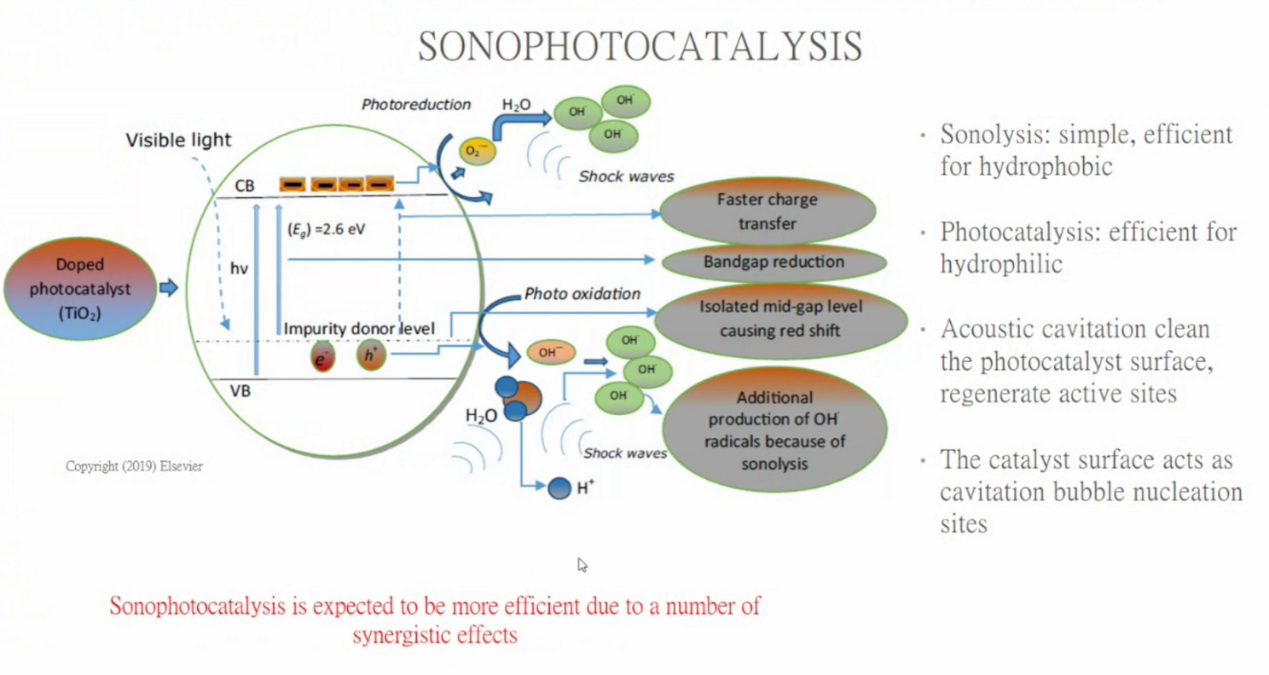 SONOPHOTOCATALYSIS
Photoreduction
H₂O
OH˙
OH˙
OH˙
O₂˙⁻
Shock waves
Visible light
CB
(Eg) =2.6 eV
hν
Doped
photocatalyst
(TiO₂)
Impurity donor level
e⁻
h⁺
VB
Photo oxidation
OH⁻
OH˙
OH˙
OH˙
H₂O
Shock waves
H⁺
Faster charge
transfer
Bandgap reduction
Isolated mid-gap level
causing red shift
Additional
production of OH˙
radicals because of
sonolysis
Copyright (2019) Elsevier
• Sonolysis: simple, efficient
for hydrophobic
• Photocatalysis: efficient for
hydrophilic
• Acoustic cavitation clean
the photocatalyst surface,
regenerate active sites
• The catalyst surface acts as
cavitation bubble nucleation
sites
Sonophotocatalysis is expected to be more efficient due to a number of
synergistic effects